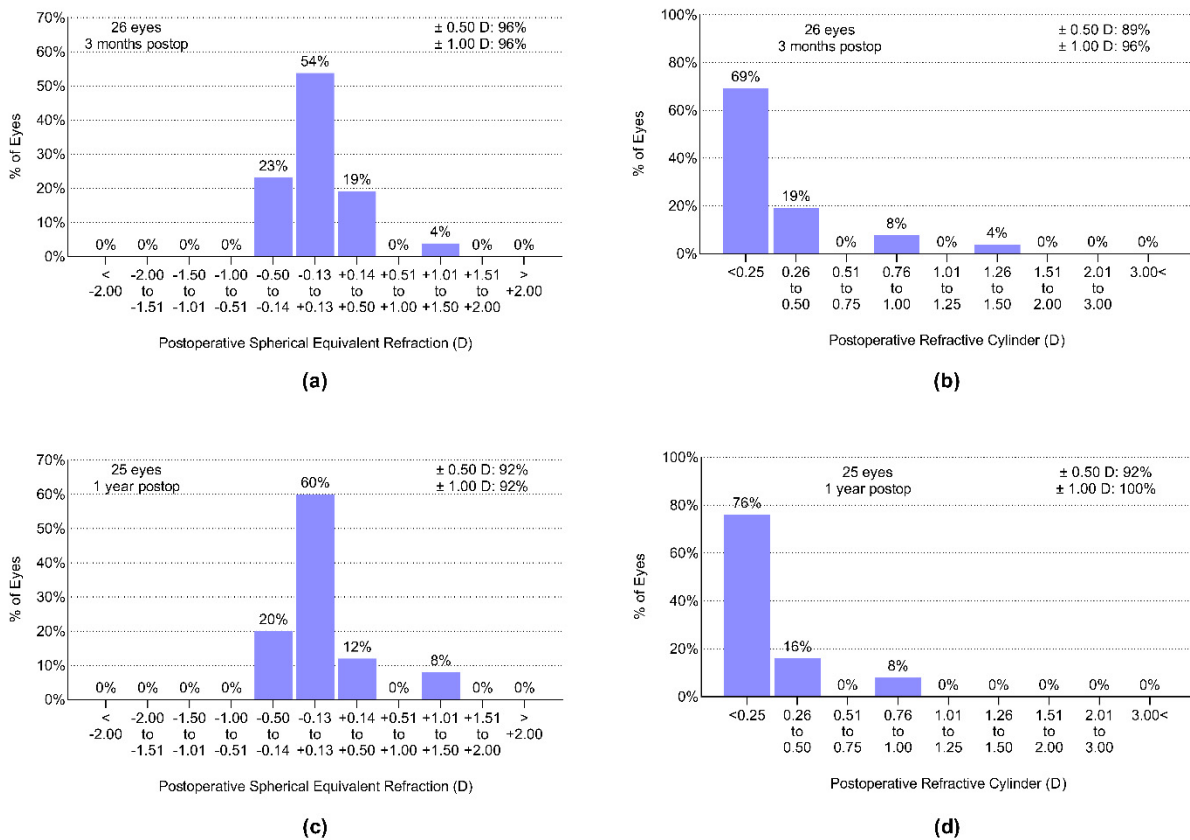 26 eyes
3 months postop
± 0.50 D: 96%
± 1.00 D: 96%
70%
60%
50%
40%
30%
20%
10%
0%
% of Eyes
0% 0% 0% 0% 23% 54% 19% 0% 4% 0% 0%
< -2.00 -1.50 -1.00 -0.50 -0.13 +0.14 +0.51 +1.01 +1.51 >
-2.00 to to to to to to to to to +2.00
-1.51 -1.01 -0.51 -0.14 +0.13 +0.50 +1.00 +1.50 +2.00
Postoperative Spherical Equivalent Refraction (D)
(a)
26 eyes
3 months postop
± 0.50 D: 89%
± 1.00 D: 96%
100%
80%
60%
40%
20%
0%
% of Eyes
69% 19% 0% 8% 0% 4% 0% 0% 0%
<0.25 0.26 0.51 0.76 1.01 1.26 1.51 2.01 3.00<
to to to to to to to
0.50 0.75 1.00 1.25 1.50 2.00 3.00
Postoperative Refractive Cylinder (D)
(b)
25 eyes
1 year postop
± 0.50 D: 92%
± 1.00 D: 92%
70%
60%
50%
40%
30%
20%
10%
0%
% of Eyes
0% 0% 0% 0% 20% 60% 12% 0% 8% 0% 0%
< -2.00 -1.50 -1.00 -0.50 -0.13 +0.14 +0.51 +1.01 +1.51 >
-2.00 to to to to to to to to to +2.00
-1.51 -1.01 -0.51 -0.14 +0.13 +0.50 +1.00 +1.50 +2.00
Postoperative Spherical Equivalent Refraction (D)
(c)
25 eyes
1 year postop
± 0.50 D: 92%
± 1.00 D: 100%
100%
80%
60%
40%
20%
0%
% of Eyes
76% 16% 0% 8% 0% 0% 0% 0% 0%
<0.25 0.26 0.51 0.76 1.01 1.26 1.51 2.01 3.00<
to to to to to to to
0.50 0.75 1.00 1.25 1.50 2.00 3.00
Postoperative Refractive Cylinder (D)
(d)